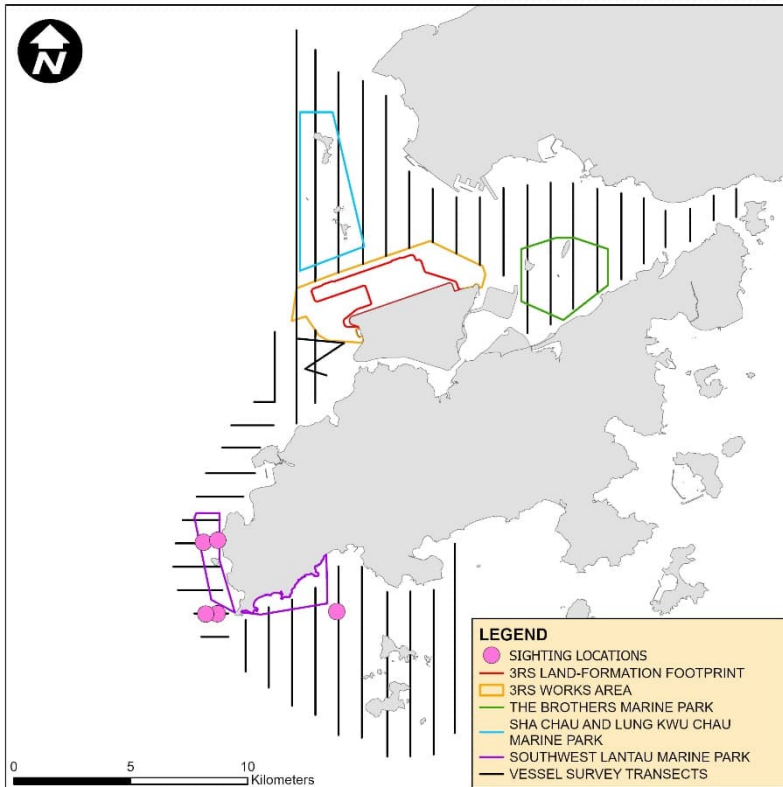 N
LEGEND
SIGHTING LOCATIONS
3RS LAND-FORMATION FOOTPRINT
3RS WORKS AREA
THE BROTHERS MARINE PARK
SHA CHAU AND LUNG KWU CHAU
MARINE PARK
SOUTHWEST LANTAU MARINE PARK
VESSEL SURVEY TRANSECTS
0 5 10
Kilometers